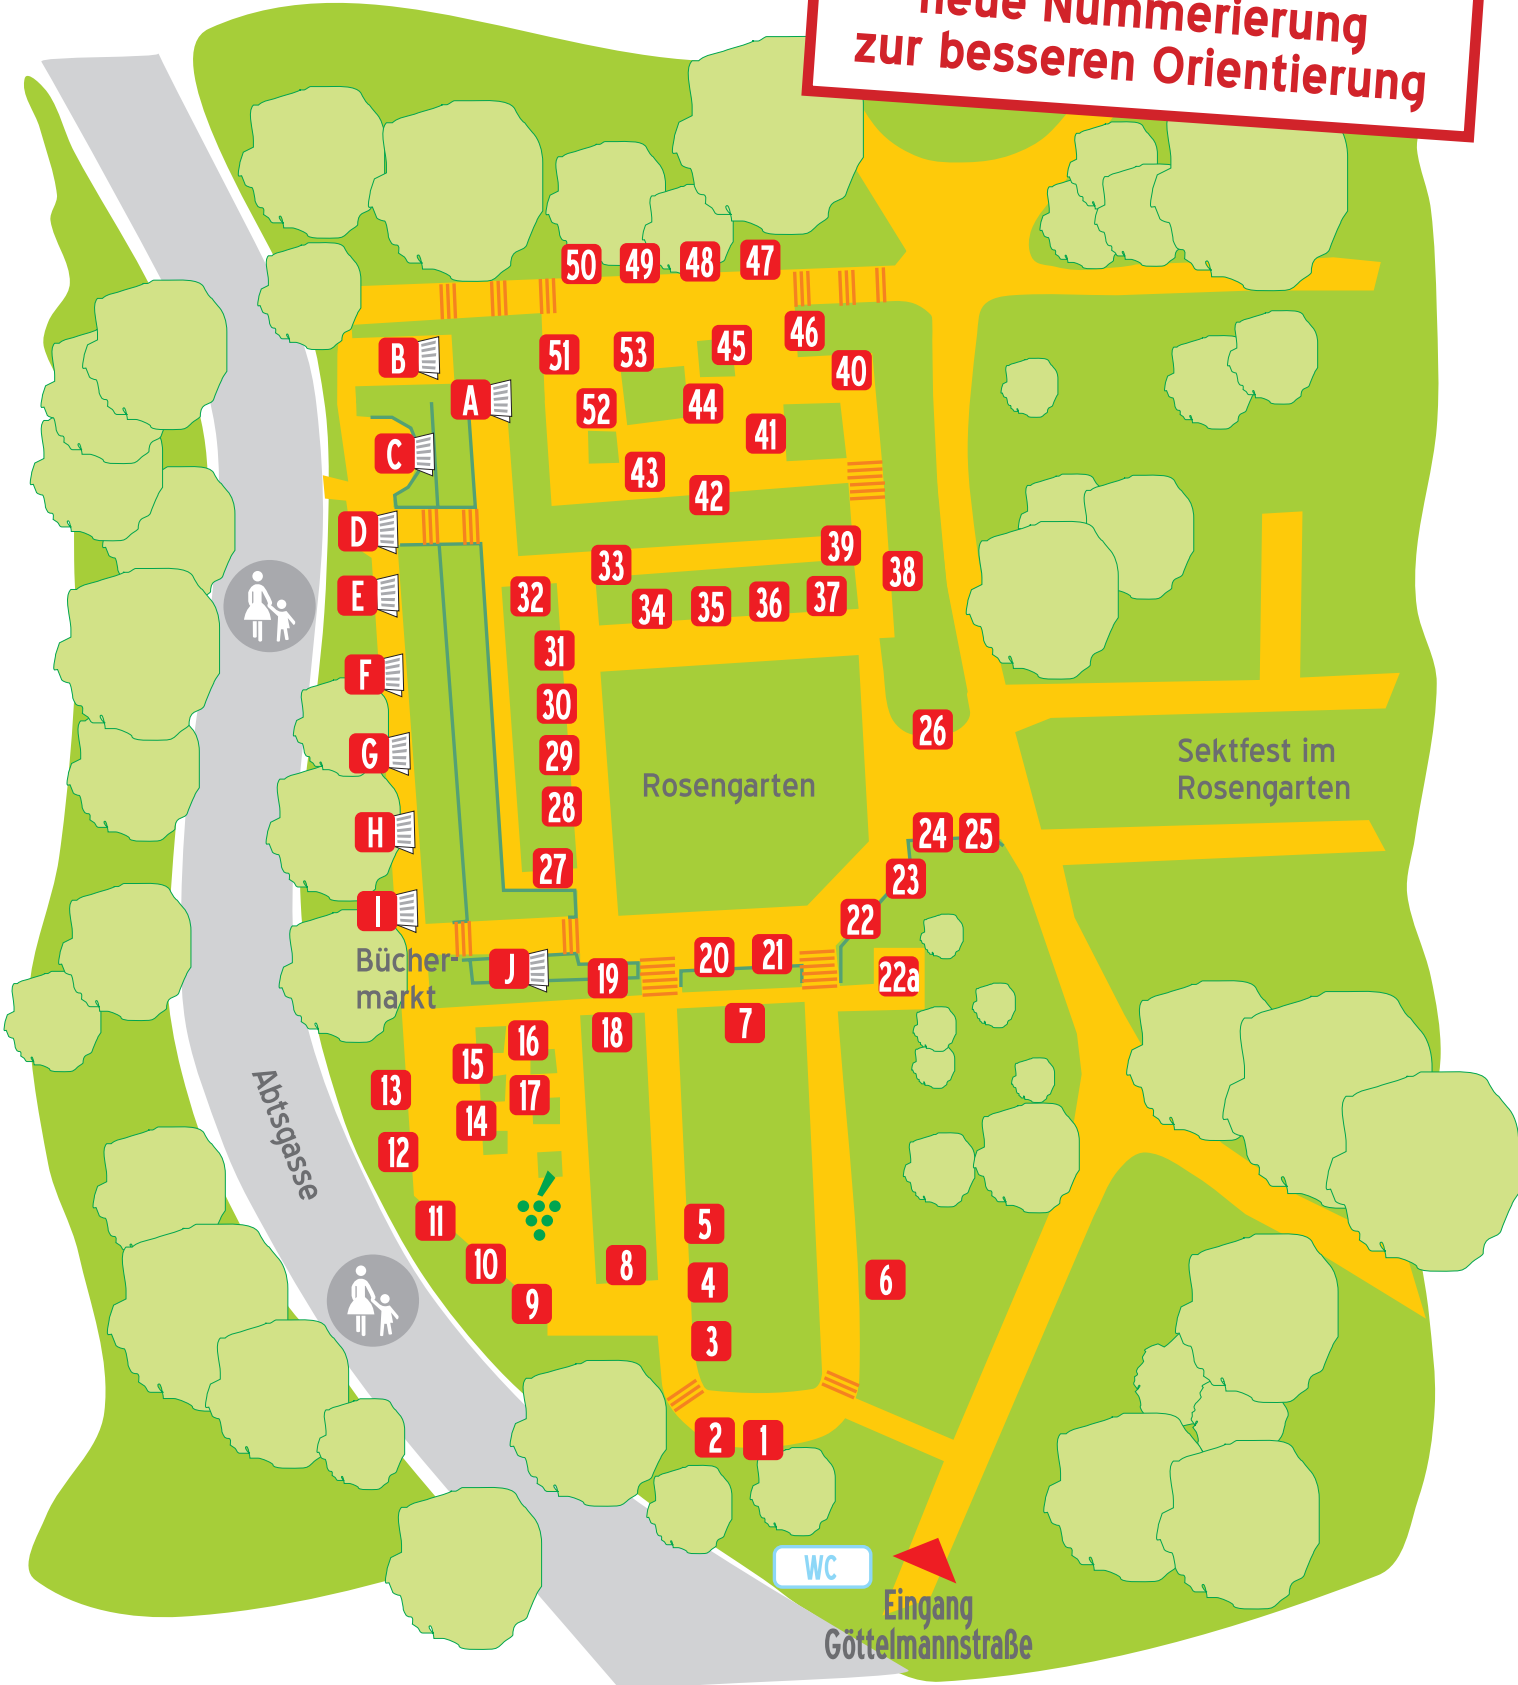 neue Nummerierung
zur besseren Orientierung
50 49 48 47
46
B 51 53 45
A 52 44 40
C 43 41
42
D 33 39
E 32 34 35 36 37 38
F 31
30
G 29 26
28
Rosengarten
Sektfest im
Rosengarten
H 27 24 25
23
I 22
Bücher-
markt
J 19 20 21 22a
16 18 7
15
13 17
14
12
Abtsgasse
11 5
10 8 4 6
9 3
2 1
WC
Eingang
Göttelmannstraße